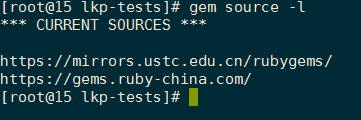 [root@15 lkp-tests]# gem source -l
*** CURRENT SOURCES ***
https://mirrors.ustc.edu.cn/rubygems/
https://gems.ruby-china.com/
[root@15 lkp-tests]#